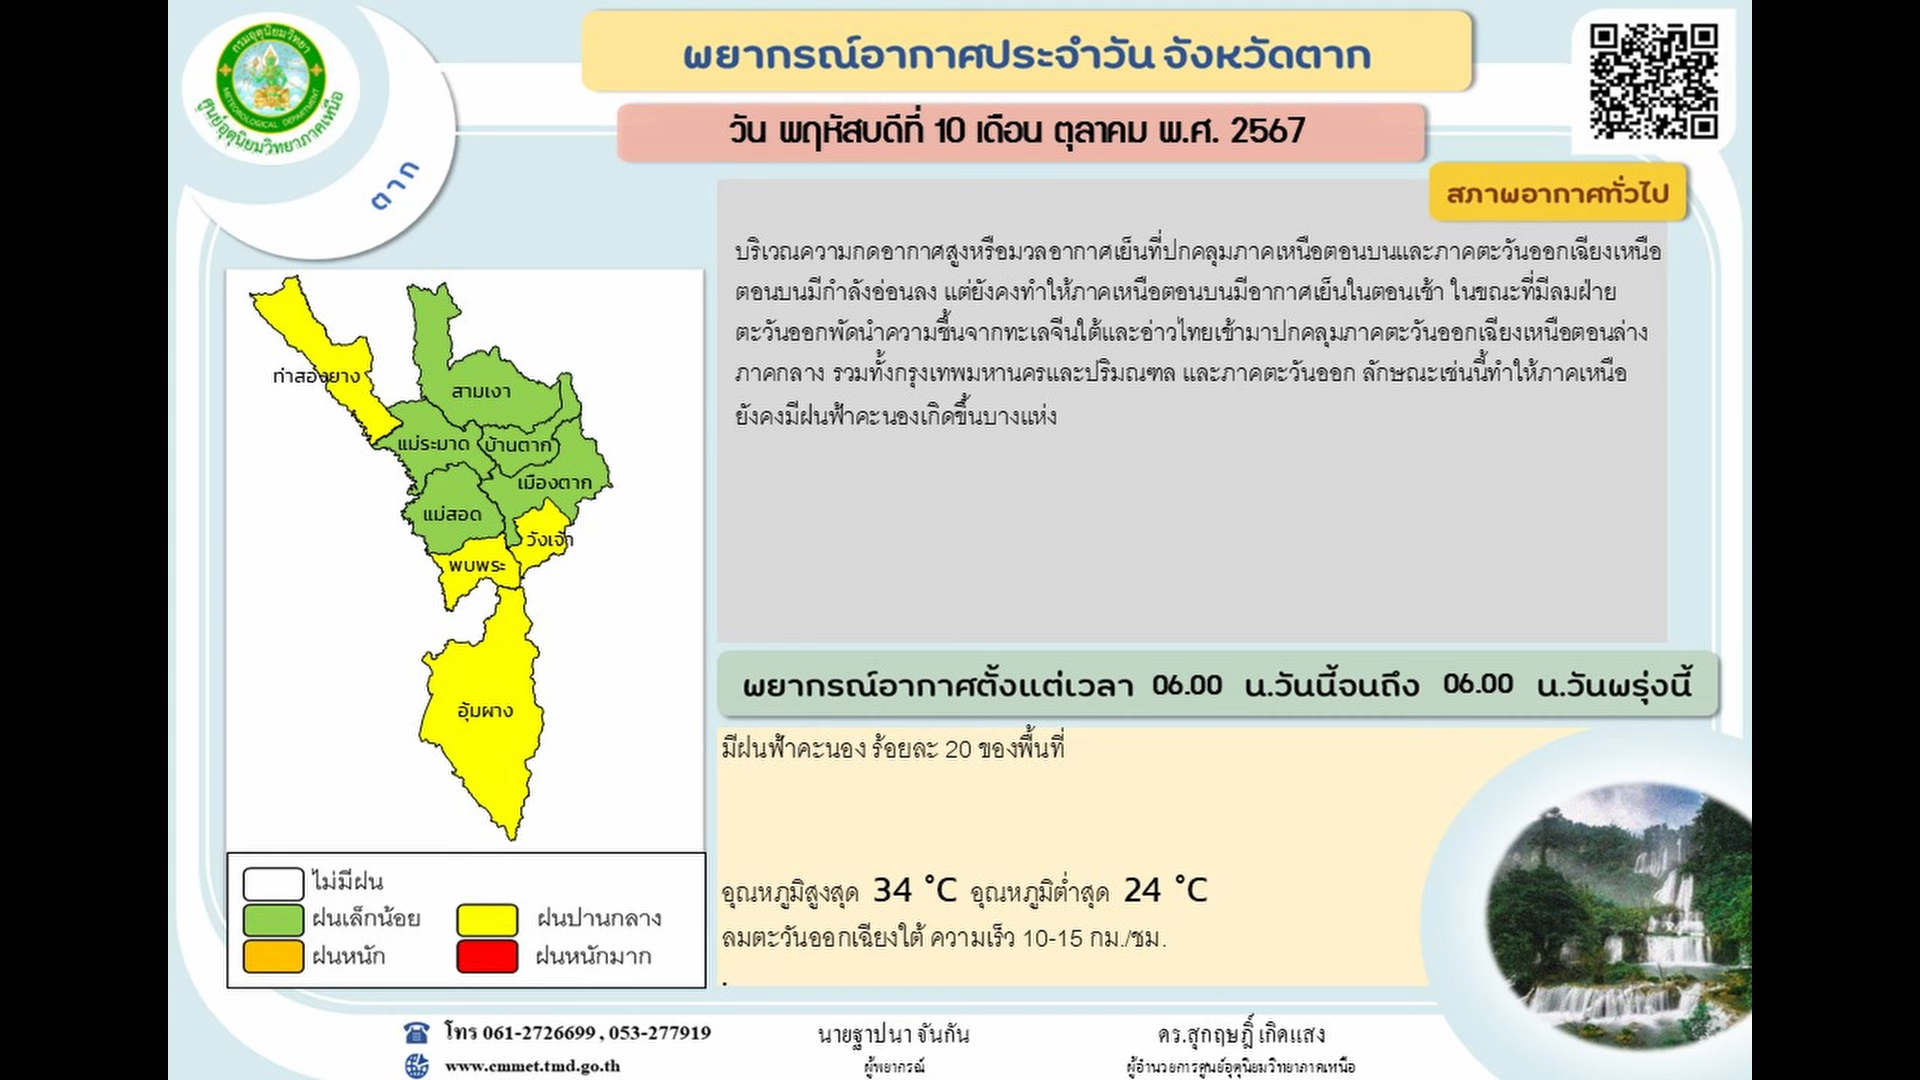 กรมอุตุนิยมวิทยา
METEOROLOGICAL DEPARTMENT
ศูนย์อุตุนิยมวิทยาภาคเหนือ
ตาก
พยากรณ์อากาศประจำวัน จังหวัดตาก
วัน พฤหัสบดีที่ 10 เดือน ตุลาคม พ.ศ. 2567
สภาพอากาศทั่วไป
บริเวณความกดอากาศสูงหรือมวลอากาศเย็นที่ปกคลุมภาคเหนือตอนบนและภาคตะวันออกเฉียงเหนือ
ตอนบนมีกำลังอ่อนลง แต่ยังคงทำให้ภาคเหนือตอนบนมีอากาศเย็นในตอนเช้า ในขณะที่มีลมฝ่าย
ตะวันออกพัดนำความชื้นจากทะเลจีนใต้และอ่าวไทยเข้ามาปกคลุมภาคตะวันออกเฉียงเหนือตอนล่าง
ภาคกลาง รวมทั้งกรุงเทพมหานครและปริมณฑล และภาคตะวันออก ลักษณะเช่นนี้ทำให้ภาคเหนือ
ยังคงมีฝนฟ้าคะนองเกิดขึ้นบางแห่ง
ท่าสองยาง
สามเงา
แม่ระมาด
บ้านตาก
เมืองตาก
แม่สอด
วังเจ้า
พบพระ
อุ้มผาง
ไม่มีฝน
ฝนเล็กน้อย
ฝนปานกลาง
ฝนหนัก
ฝนหนักมาก
พยากรณ์อากาศตั้งแต่เวลา 06.00 น.วันนี้จนถึง 06.00 น.วันพรุ่งนี้
มีฝนฟ้าคะนอง ร้อยละ 20 ของพื้นที่
อุณหภูมิสูงสุด 34 °C อุณหภูมิต่ำสุด 24 °C
ลมตะวันออกเฉียงใต้ ความเร็ว 10-15 กม./ชม.
.
โทร 061-2726699 , 053-277919
www.cmmet.tmd.go.th
นายฐาปนา จันกัน
ผู้พยากรณ์
ดร.สุกฤษฎิ์ เกิดแสง
ผู้อำนวยการศูนย์อุตุนิยมวิทยาภาคเหนือ